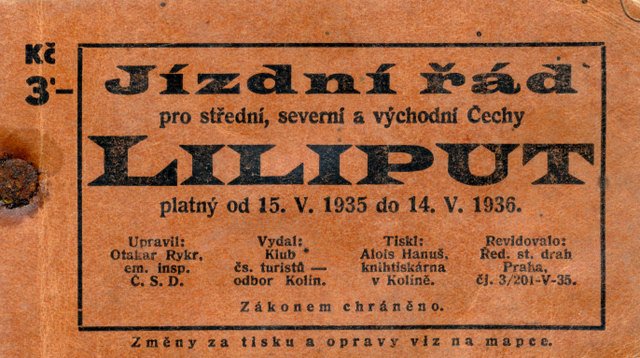 Kč
3·–
Jízdní řád
pro střední, severní a východní Čechy
LILIPUT
platný od 15. V. 1935 do 14. V. 1936.
Upravil:
Otakar Rykr,
em. insp.
Č. S. D.
Vydal:
Klub
čs. turistů —
odbor Kolín.
Tiskl:
Alois Hanuš,
knihtiskárna
v Kolíně.
Revidovalo:
Řed. st. drah
Praha,
čj. 3/201-V-35.
Zákonem chráněno.
Změny za tisku a opravy viz na mapce.